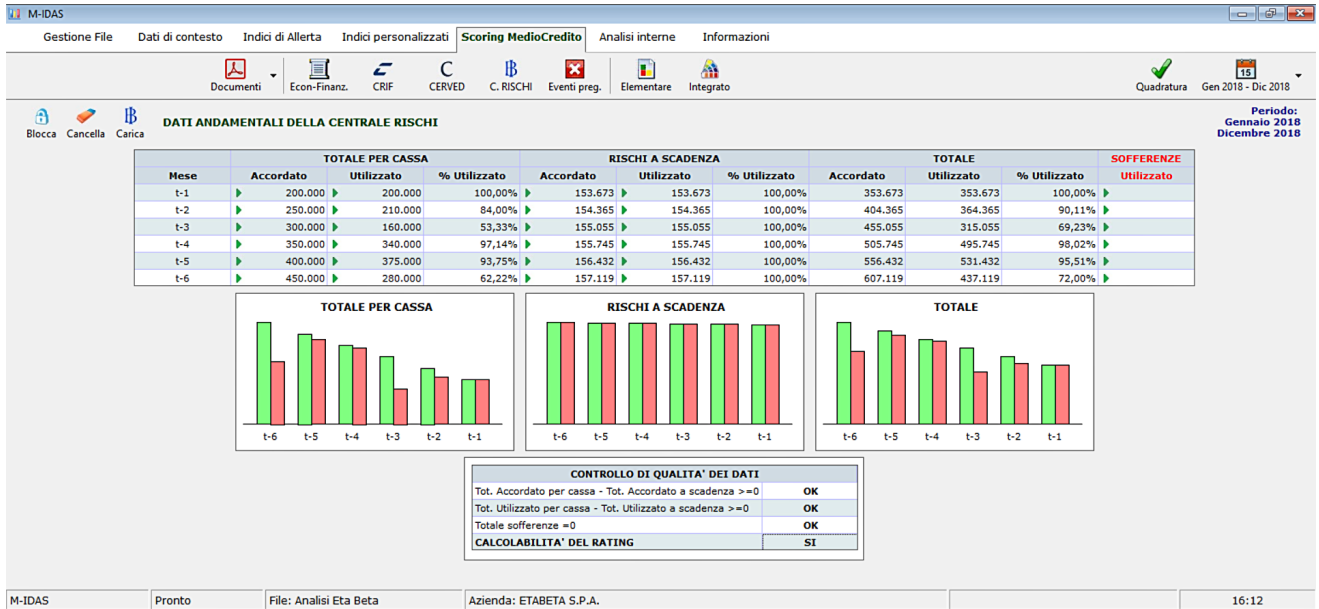 M-IDAS
Gestione File Dati di contesto Indici di Allerta Indici personalizzati Scoring MedioCredito Analisi interne Informazioni
Documenti Econ-Finanz. CRIF CERVED C. RISCHI Eventi preg. Elementare Integrato Quadratura 15 Gen 2018 - Dic 2018
Blocca Cancella Carica DATI ANDAMENTALI DELLA CENTRALE RISCHI
Periodo:
Gennaio 2018
Dicembre 2018
TOTALE PER CASSA RISCHI A SCADENZA TOTALE SOFFERENZE
Mese Accordato Utilizzato % Utilizzato Accordato Utilizzato % Utilizzato Accordato Utilizzato % Utilizzato Utilizzato
t-1 200.000 200.000 100,00% 153.673 153.673 100,00% 353.673 353.673 100,00%
t-2 250.000 210.000 84,00% 154.365 154.365 100,00% 404.365 364.365 90,11%
t-3 300.000 160.000 53,33% 155.055 155.055 100,00% 455.055 315.055 69,23%
t-4 350.000 340.000 97,14% 155.745 155.745 100,00% 505.745 495.745 98,02%
t-5 400.000 375.000 93,75% 156.432 156.432 100,00% 556.432 531.432 95,51%
t-6 450.000 280.000 62,22% 157.119 157.119 100,00% 607.119 437.119 72,00%
TOTALE PER CASSA
t-6 t-5 t-4 t-3 t-2 t-1
RISCHI A SCADENZA
t-6 t-5 t-4 t-3 t-2 t-1
TOTALE
t-6 t-5 t-4 t-3 t-2 t-1
CONTROLLO DI QUALITA' DEI DATI
Tot. Accordato per cassa - Tot. Accordato a scadenza >=0 OK
Tot. Utilizzato per cassa - Tot. Utilizzato a scadenza >=0 OK
Totale sofferenze =0 OK
CALCOLABILITA' DEL RATING SI
M-IDAS Pronto File: Analisi Eta Beta Azienda: ETABETA S.P.A. 16:12